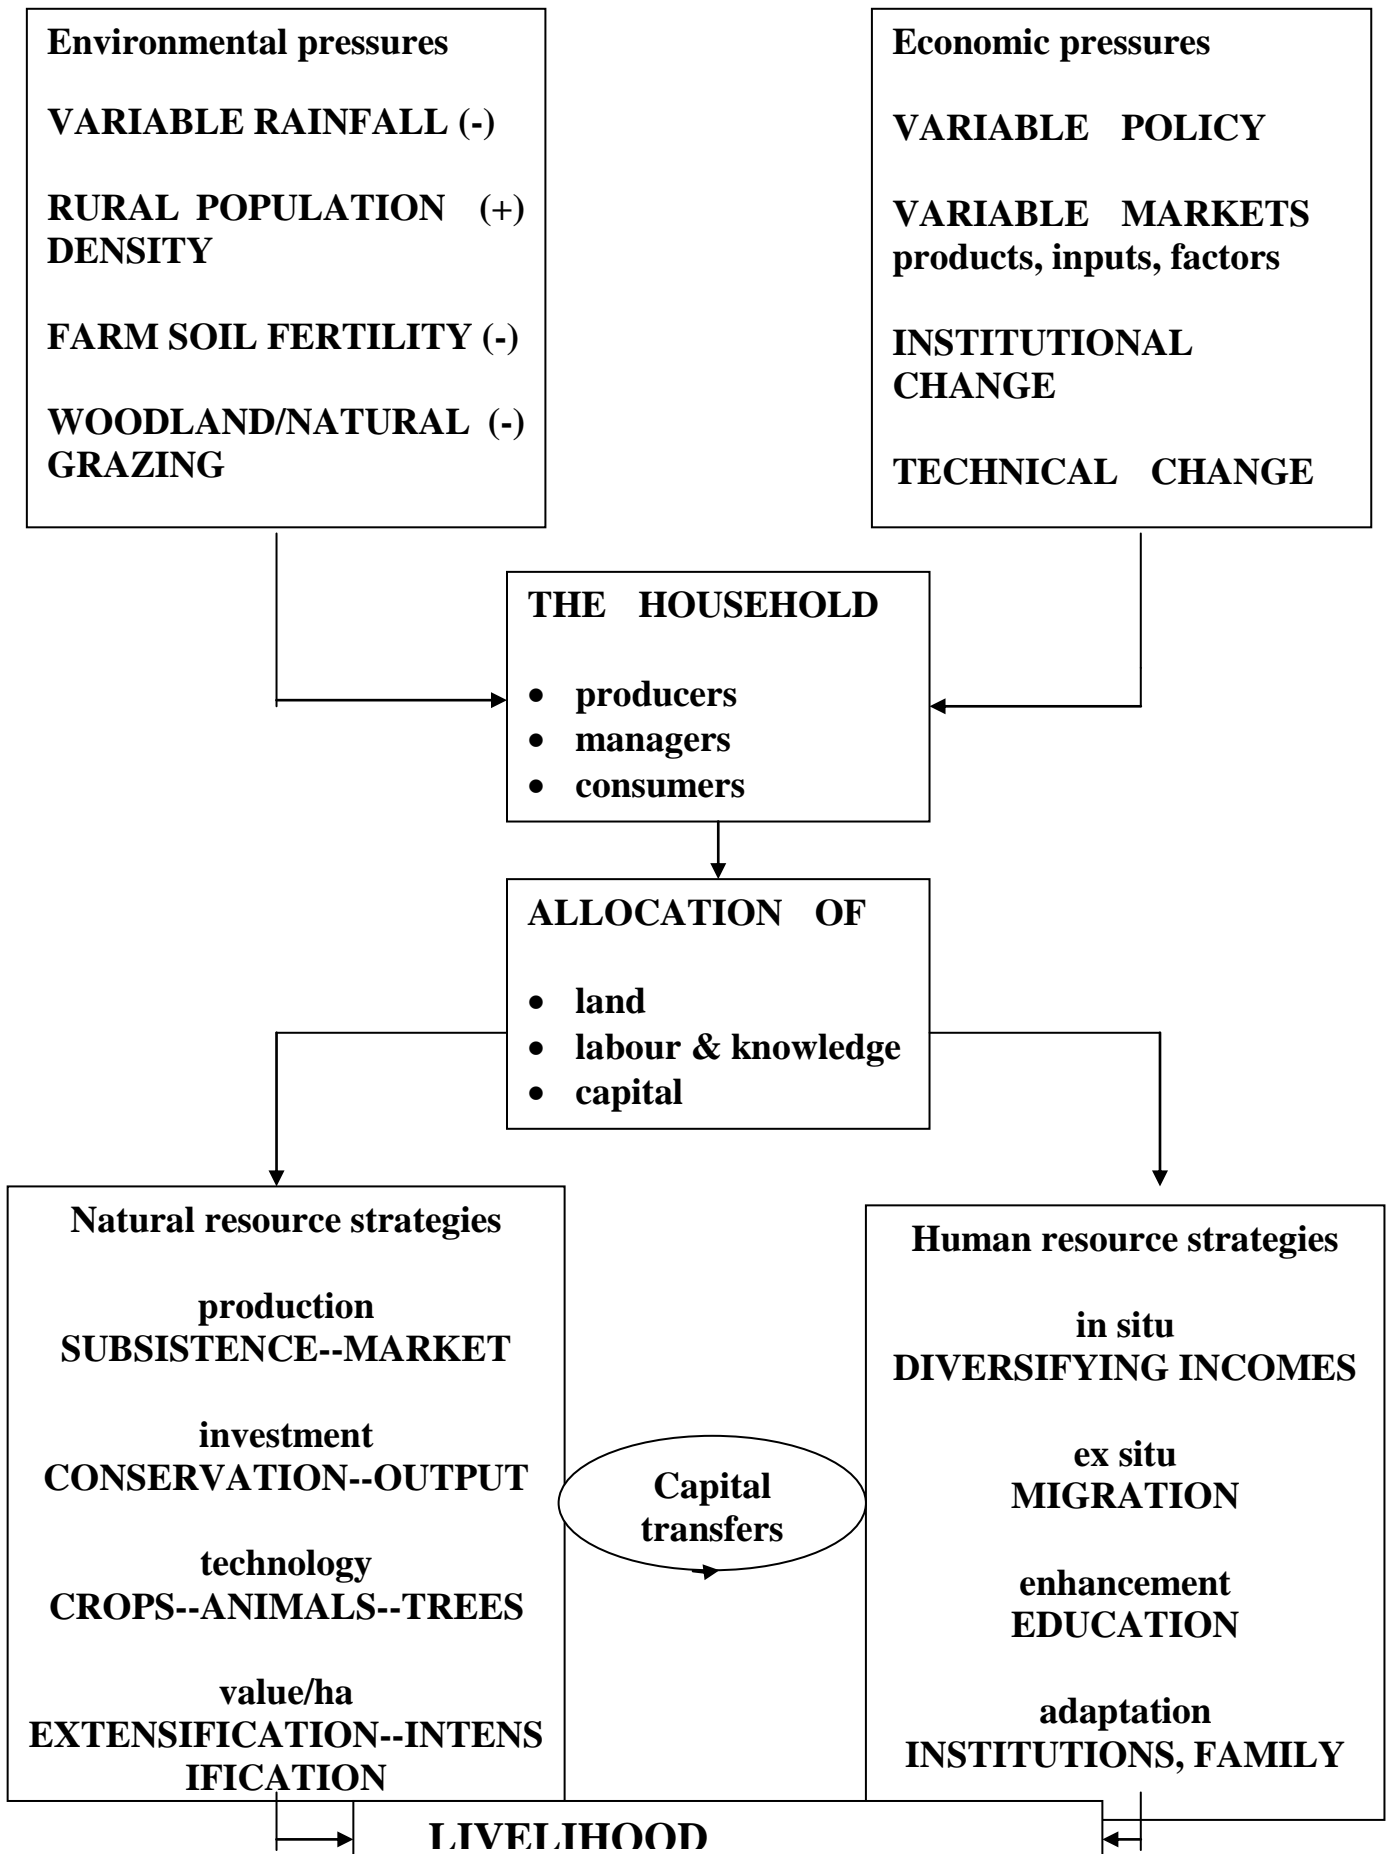 Environmental pressures
VARIABLE RAINFALL (-)
RURAL POPULATION (+)
DENSITY
FARM SOIL FERTILITY (-)
WOODLAND/NATURAL (-)
GRAZING
Economic pressures
VARIABLE POLICY
VARIABLE MARKETS
products, inputs, factors
INSTITUTIONAL
CHANGE
TECHNICAL CHANGE
THE HOUSEHOLD
• producers
• managers
• consumers
ALLOCATION OF
• land
• labour & knowledge
• capital
Natural resource strategies
production
SUBSISTENCE--MARKET
investment
CONSERVATION--OUTPUT
technology
CROPS--ANIMALS--TREES
value/ha
EXTENSIFICATION--INTENS
IFICATION
Capital
transfers
Human resource strategies
in situ
DIVERSIFYING INCOMES
ex situ
MIGRATION
enhancement
EDUCATION
adaptation
INSTITUTIONS, FAMILY
LIVELIHOOD